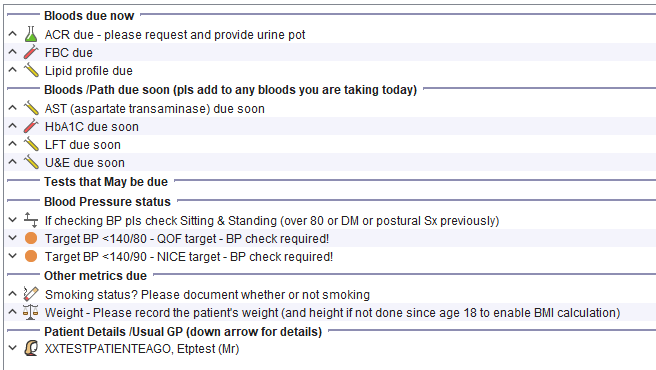 Bloods due now
ACR due - please request and provide urine pot
FBC due
Lipid profile due
Bloods /Path due soon (pls add to any bloods you are taking today)
AST (aspartate transaminase) due soon
HbA1C due soon
LFT due soon
U&E due soon
Tests that May be due
Blood Pressure status
If checking BP pls check Sitting & Standing (over 80 or DM or postural Sx previously)
Target BP <140/80 - QOF target - BP check required!
Target BP <140/90 - NICE target - BP check required!
Other metrics due
Smoking status? Please document whether or not smoking
Weight - Please record the patient's weight (and height if not done since age 18 to enable BMI calculation)
Patient Details /Usual GP (down arrow for details)
XXTESTPATIENTEAGO, Etptest (Mr)